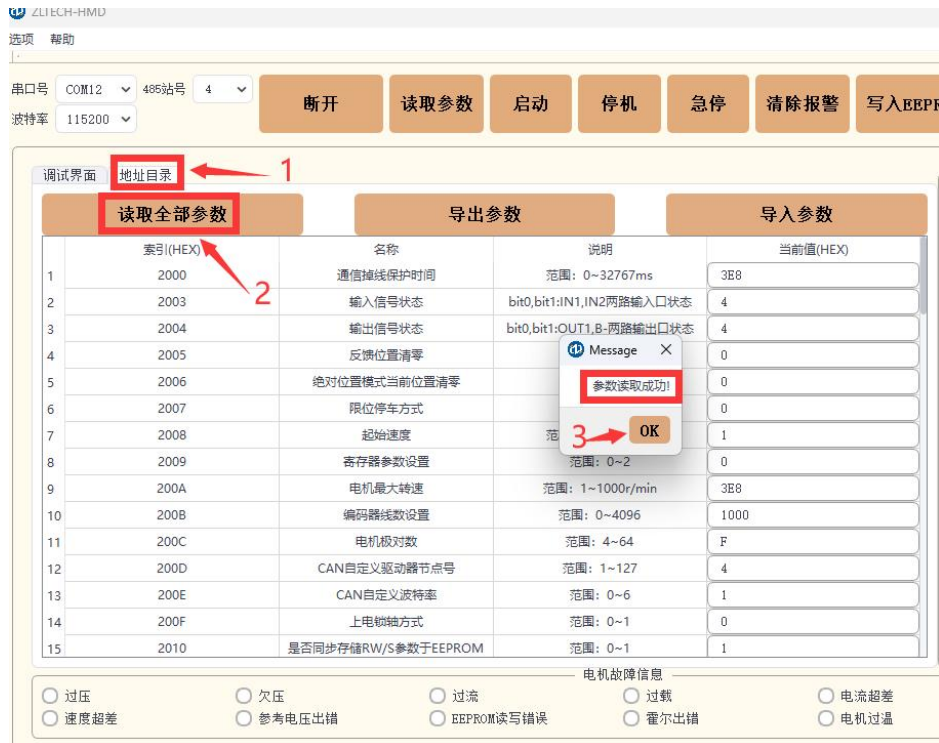 ZLTECH-HMD
选项 帮助
串口号 COM12 485站号 4
波特率 115200
断开 读取参数 启动 停机 急停 清除报警 写入EEPR
调试界面 地址目录 1
读取全部参数 导出参数 导入参数
索引(HEX) 名称 说明 当前值(HEX)
1 2000 通信掉线保护时间 范围: 0~32767ms 3E8
2 2003 输入信号状态 bit0,bit1:IN1,IN2两路输入口状态 4
2
3 2004 输出信号状态 bit0,bit1:OUT1,B-两路输出口状态 4
4 2005 反馈位置清零 0
Message
5 2006 绝对位置模式当前位置清零 0
参数读取成功!
6 2007 限位停车方式 0
7 2008 起始速度 范 1
3 OK
8 2009 寄存器参数设置 范围: 0~2 0
9 200A 电机最大转速 范围: 1~1000r/min 3E8
10 200B 编码器线数设置 范围: 0~4096 1000
11 200C 电机极对数 范围: 4~64 F
12 200D CAN自定义驱动器节点号 范围: 1~127 4
13 200E CAN自定义波特率 范围: 0~6 1
14 200F 上电锁轴方式 范围: 0~1 0
15 2010 是否同步存储RW/S参数于EEPROM 范围: 0~1 1
电机故障信息
过压 欠压 过流 过载 电流超差
速度超差 参考电压出错 EEPROM读写错误 霍尔出错 电机过温